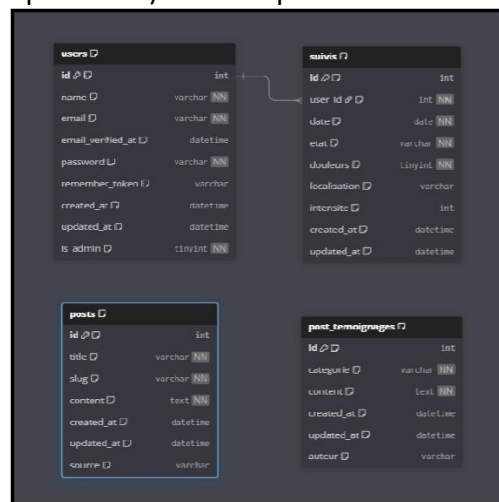 users
id int
name varchar NN
email varchar NN
email_verified_at datetime
password varchar NN
remember_token varchar
created_at datetime
updated_at datetime
is_admin tinyint NN
suivis
id int
user id int NN
date date NN
etat varchar NN
douleurs tinyint NN
localisation varchar
intensite int
created_at datetime
updated_at datetime
posts
id int
title varchar NN
slug varchar NN
content text NN
created_at datetime
updated_at datetime
source varchar
post_temoignages
id int
categorie varchar NN
content text NN
created_at datetime
updated_at datetime
auteur varchar